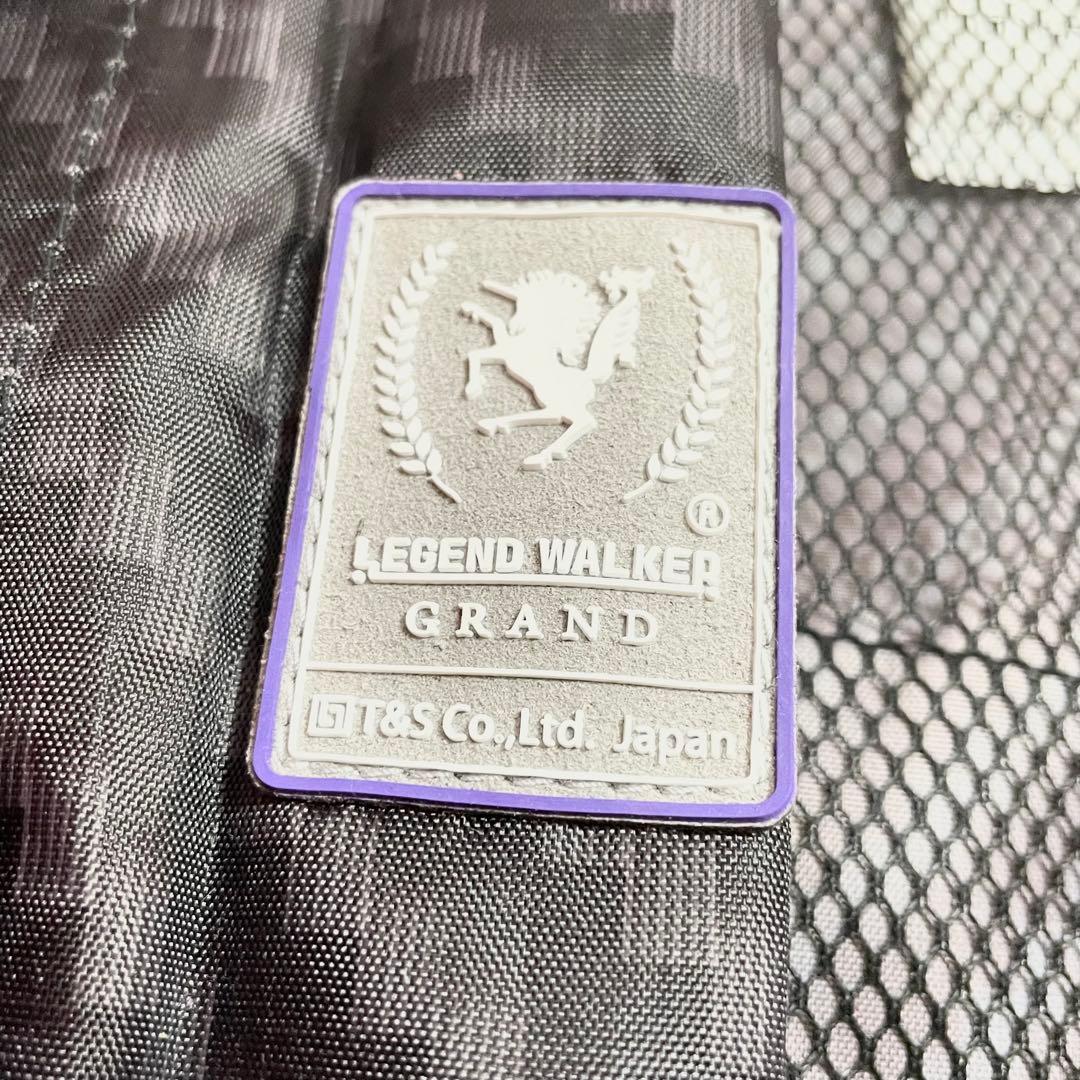 ®
LEGEND WALKER
GRAND
T&S Co.,Ltd. Japan